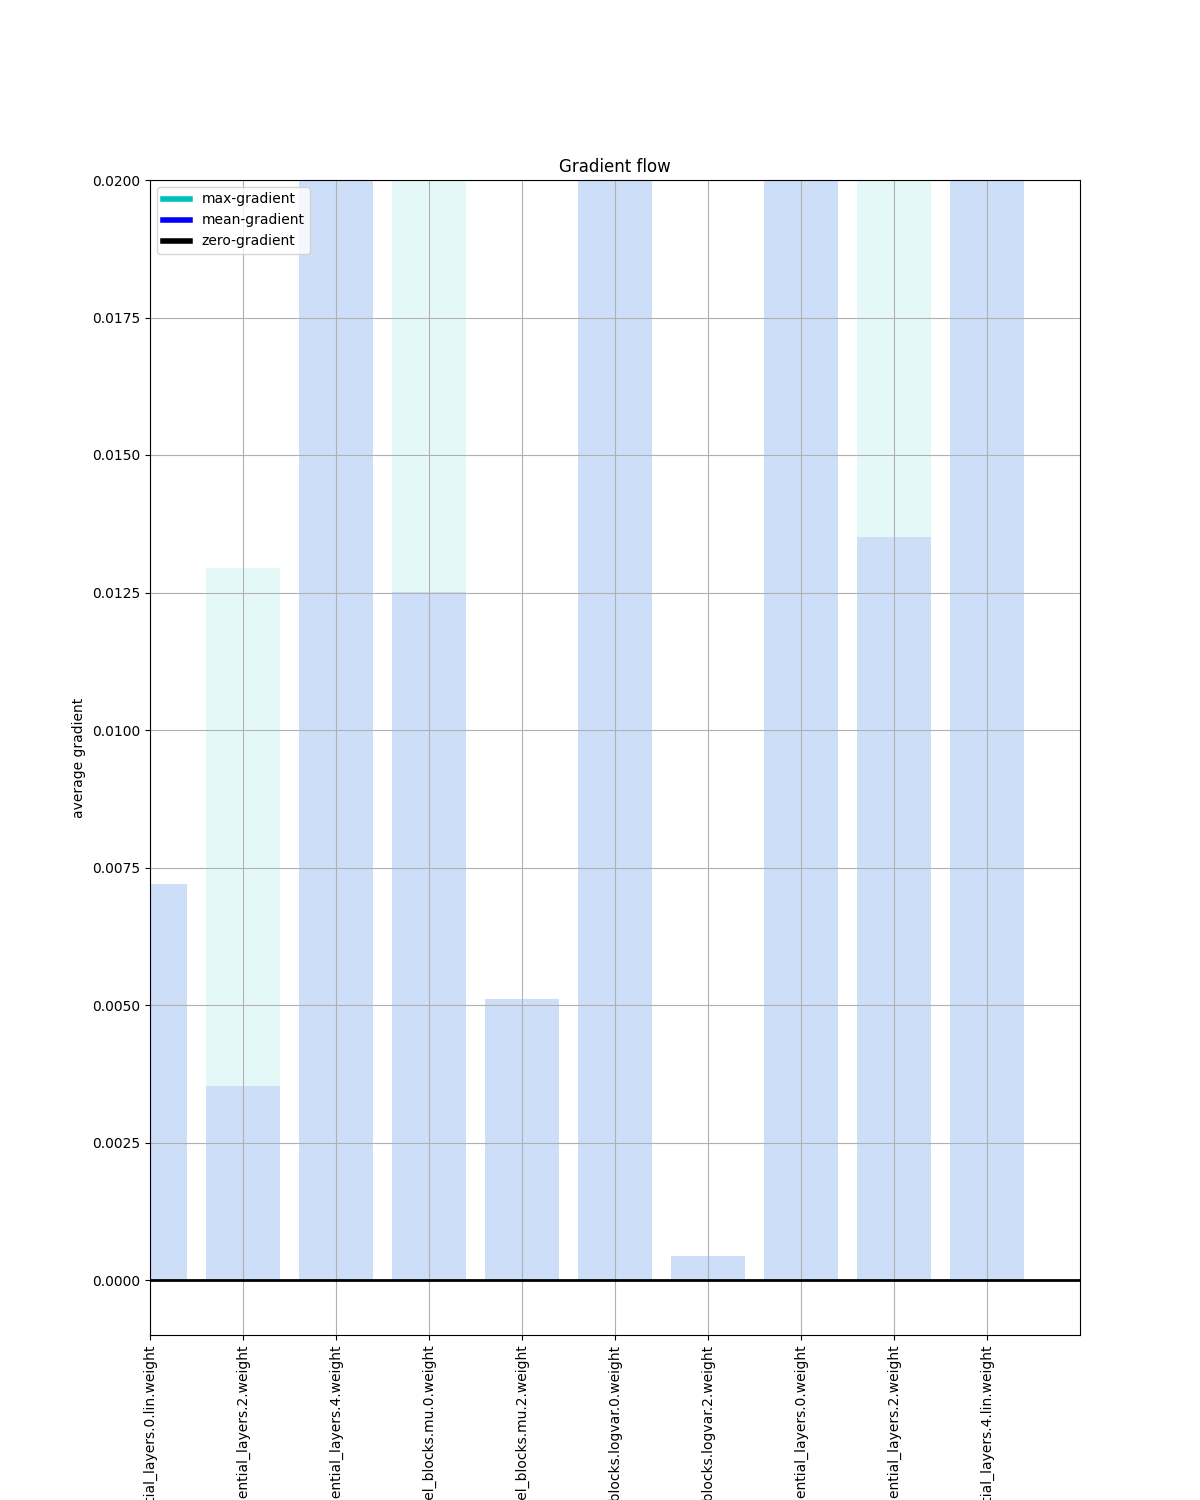 Gradient flow
max-gradient
mean-gradient
zero-gradient
0.0200
0.0175
0.0150
0.0125
0.0100
0.0075
0.0050
0.0025
0.0000
average gradient
tial_layers.0.lin.weight
ential_layers.2.weight
ential_layers.4.weight
el_blocks.mu.0.weight
el_blocks.mu.2.weight
blocks.logvar.0.weight
blocks.logvar.2.weight
ential_layers.0.weight
ential_layers.2.weight
tial_layers.4.lin.weight